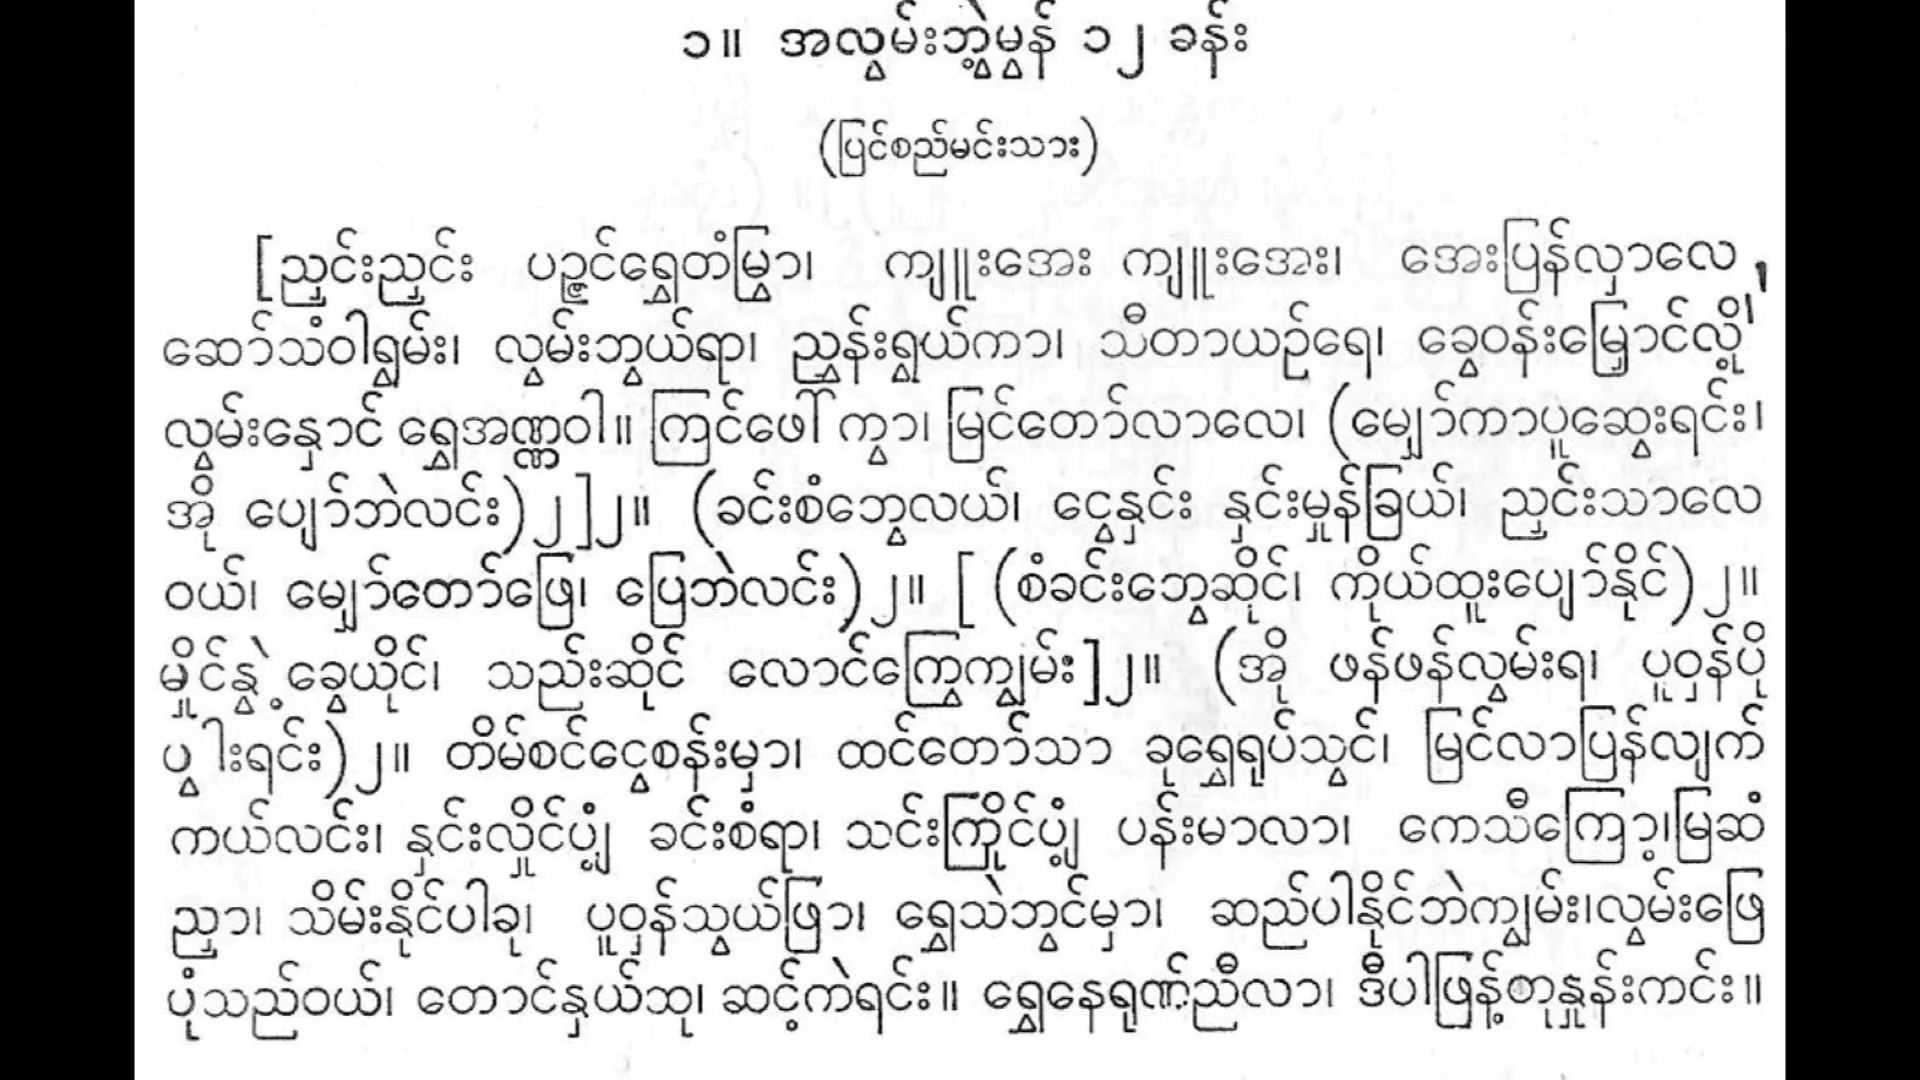 ၁။ အလွမ်းဘွဲ့မွန် ၁၂ ခန်း
(ပြင်စည်မင်းသား)
[ညှင်းညှင်း ပဉ္ဇင်ရွှေတံမြွာ၊ ကျူူးအေး ကျူူးအေး၊ အေးပြန်လှာလေ၊
ဆော်သံဝါရွှမ်း၊ လွမ်းဘွယ်ရာ၊ ညွှန်းရွှယ်ကာ၊ သီတာယဉ်ရေ၊ ခွေဝန်းမြှောင်လို့၊
လွမ်းနှောင် ရွှေအဏ္ဏဝါ။ ကြင်ဖေါ်ကွာ၊ မြင်တော်လာလေ၊ (မျှော်ကာပူဆွေးရင်း၊
အို ပျော်ဘဲလင်း)၂]၂။ (ခင်းစံဘွေလယ်၊ ငွေနှင်း နှင်းမှုန်ခြယ်၊ ညှင်းသာလေ
ဝယ်၊ မျှော်တော်ဖြေ၊ ပြေဘဲလင်း)၂။ [(စံခင်းဘွေဆိုင်၊ ကိုယ်ထူးပျော်နိုင်)၂။
မှိုင်နွဲ့ခွေယိုင်၊ သည်းဆိုင် လောင်ကြွေကျွမ်း]၂။ (အို ဖန်ဖန်လွမ်းရ၊ ပူဝှန်ပို
ပွါးရင်း)၂။ တိမ်စင်ငွေစန်းမှာ၊ ထင်တော်သာ ခုရွှေရုပ်သွင်၊ မြင်လာပြန်လျက်
ကယ်လင်း၊ နှင်းလှိုင်ပျံ့ ခင်းစံရာ၊ သင်းကြိုင်ပျံ့ ပန်းမာလာ၊ ကေသီကြော့၊မြဆံ
ညှာ၊ သိမ်းနိုင်ပါခု၊ ပူဝှန်သွယ်ဖြာ၊ ရွှေသဲဘွင်မှာ၊ ဆည်ပါနိုင်ဘဲကျွမ်း၊လွမ်းဖြေ
ပုံသည်ဝယ်၊ တောင်နှယ်ဘု၊ ဆင့်ကဲရင်း။ ရွှေနေရုဏ်ညီလာ၊ ဒီပါဖြန့်စာုနှုန်းကင်း။